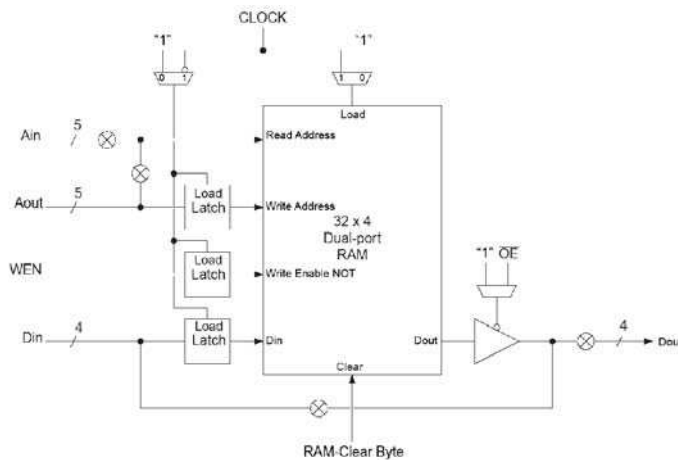 CLOCK
"1"
"1"
0 1
1 0
Load
Ain
5
Read Address
Aout
5
Load
Latch
Write Address
32 x 4
Dual-port
RAM
WEN
Load
Latch
Write Enable NOT
"1" OE
Din
4
Load
Latch
Din
Dout
4
Dou
Clear
RAM-Clear Byte